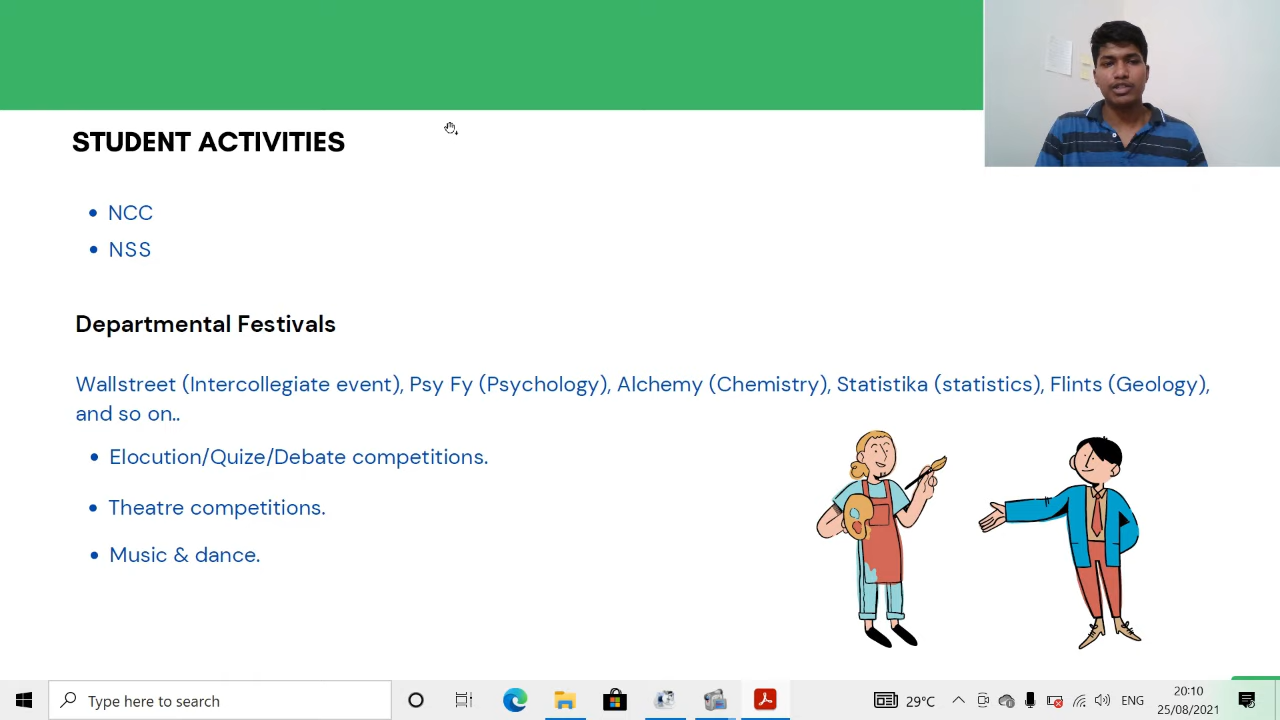 STUDENT ACTIVITIES
• NCC
• NSS
Departmental Festivals
Wallstreet (Intercollegiate event), Psy Fy (Psychology), Alchemy (Chemistry), Statistika (statistics), Flints (Geology),
and so on..
• Elocution/Quize/Debate competitions.
• Theatre competitions.
• Music & dance.
Type here to search
29°C
ENG
20:10
25/08/2021